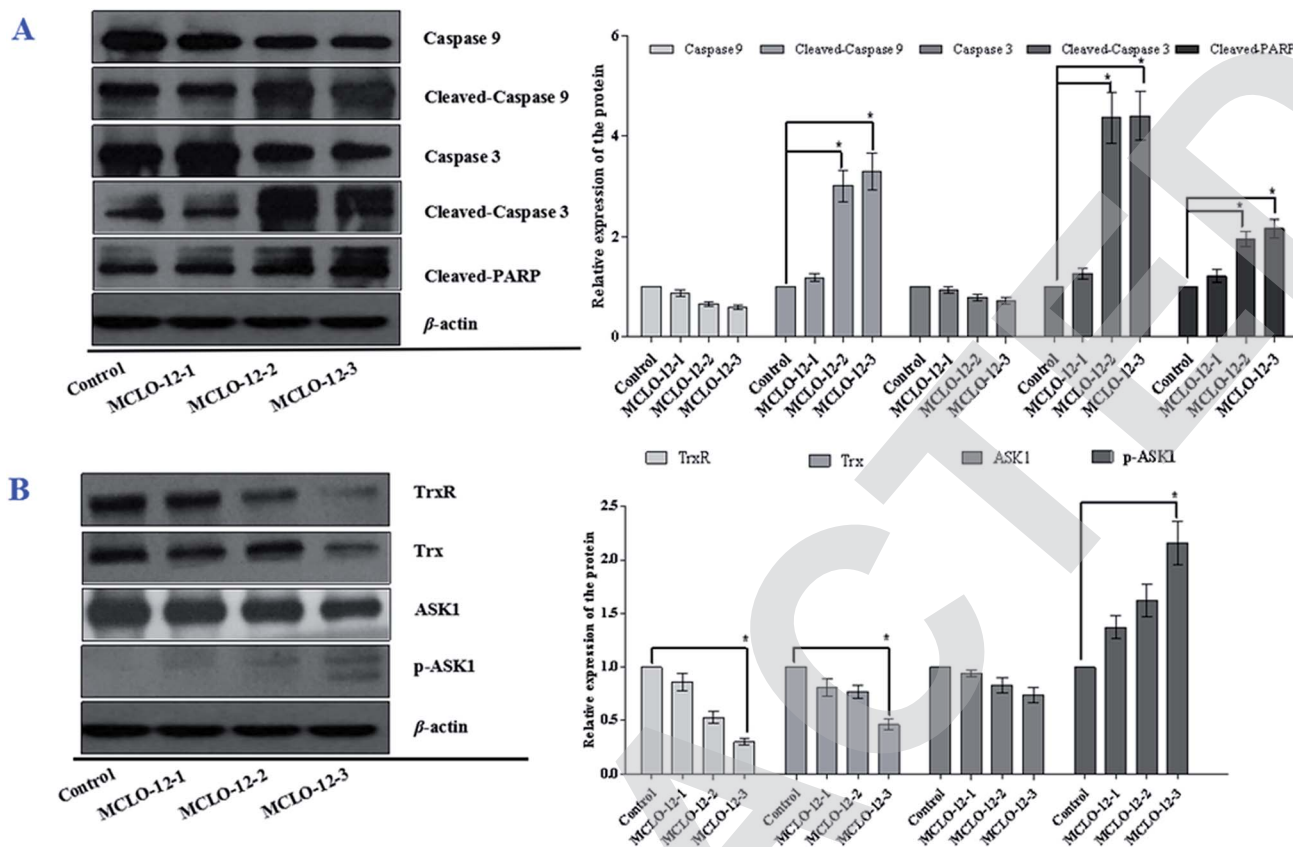 A
Caspase 9
Cleaved-Caspase 9
Caspase 3
Cleaved-Caspase 3
Cleaved-PARP
β-actin
Control MCLO-12-1 MCLO-12-2 MCLO-12-3
Caspase 9 Cleaved-Caspase 9 Caspase 3 Cleaved-Caspase 3 Cleaved-PARP
Relative expression of the protein
6
4
2
0
* * * * * *
Control MCLO-12-1 MCLO-12-2 MCLO-12-3 Control MCLO-12-1 MCLO-12-2 MCLO-12-3 Control MCLO-12-1 MCLO-12-2 MCLO-12-3 Control MCLO-12-1 MCLO-12-2 MCLO-12-3 Control MCLO-12-1 MCLO-12-2 MCLO-12-3
B
TrxR
Trx
ASK1
p-ASK1
β-actin
Control MCLO-12-1 MCLO-12-2 MCLO-12-3
TrxR Trx ASK1 p-ASK1
Relative expression of the protein
2.5
2.0
1.5
1.0
0.5
0.0
* * *
Control MCLO-12-1 MCLO-12-2 MCLO-12-3 Control MCLO-12-1 MCLO-12-2 MCLO-12-3 Control MCLO-12-1 MCLO-12-2 MCLO-12-3 Control MCLO-12-1 MCLO-12-2 MCLO-12-3
ACTED